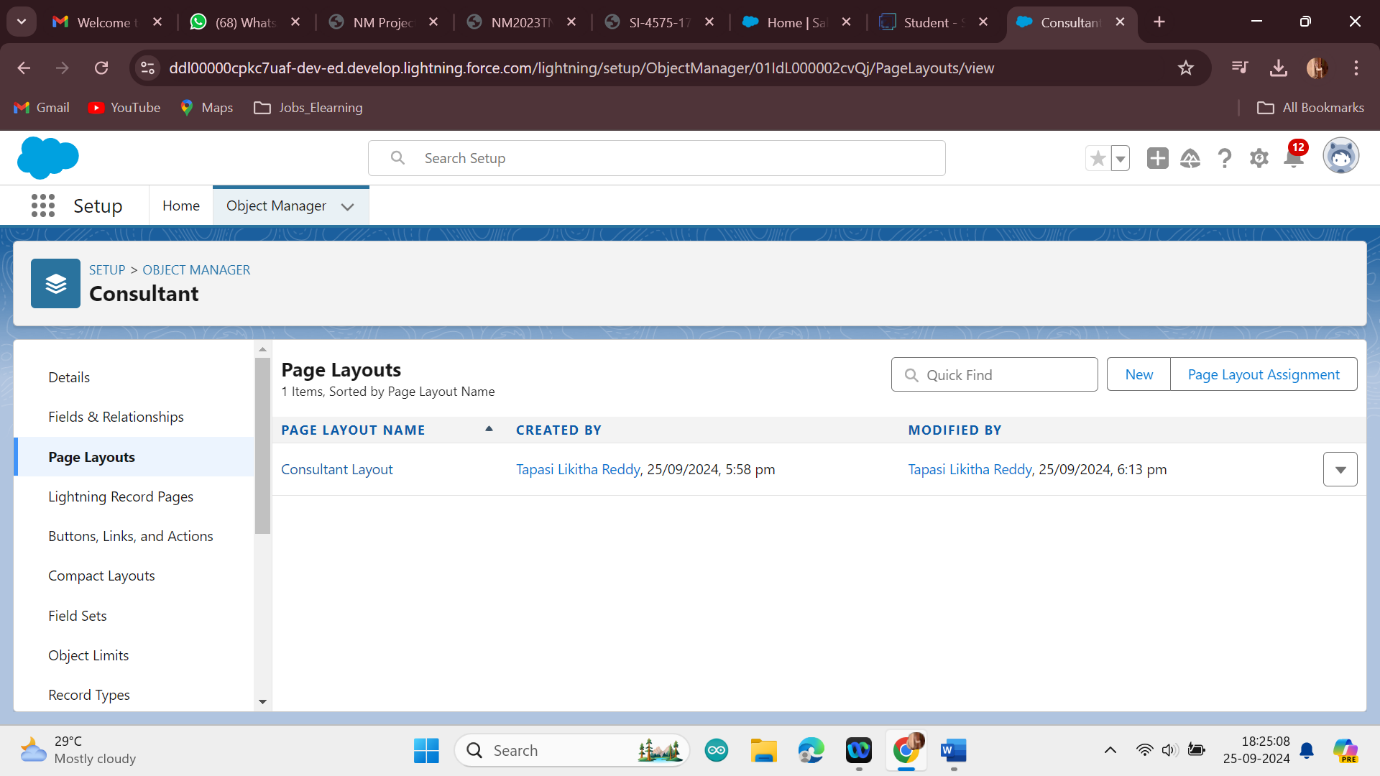 Welcome t
(68) Whats
NM Projec
NM2023TN
SI-4575-17
Home | Sal
Student - S
Consultant
ddl00000cpkc7uaf-dev-ed.develop.lightning.force.com/lightning/setup/ObjectManager/01IdL000002cvQj/PageLayouts/view
Gmail
YouTube
Maps
Jobs_Elearning
All Bookmarks
Search Setup
12
Setup
Home
Object Manager
SETUP > OBJECT MANAGER
Consultant
Details
Fields & Relationships
Page Layouts
Lightning Record Pages
Buttons, Links, and Actions
Compact Layouts
Field Sets
Object Limits
Record Types
Page Layouts
1 Items, Sorted by Page Layout Name
Quick Find
New
Page Layout Assignment
PAGE LAYOUT NAME
CREATED BY
MODIFIED BY
Consultant Layout
Tapasi Likitha Reddy, 25/09/2024, 5:58 pm
Tapasi Likitha Reddy, 25/09/2024, 6:13 pm
29°C
Mostly cloudy
Search
18:25:08
25-09-2024
PRE